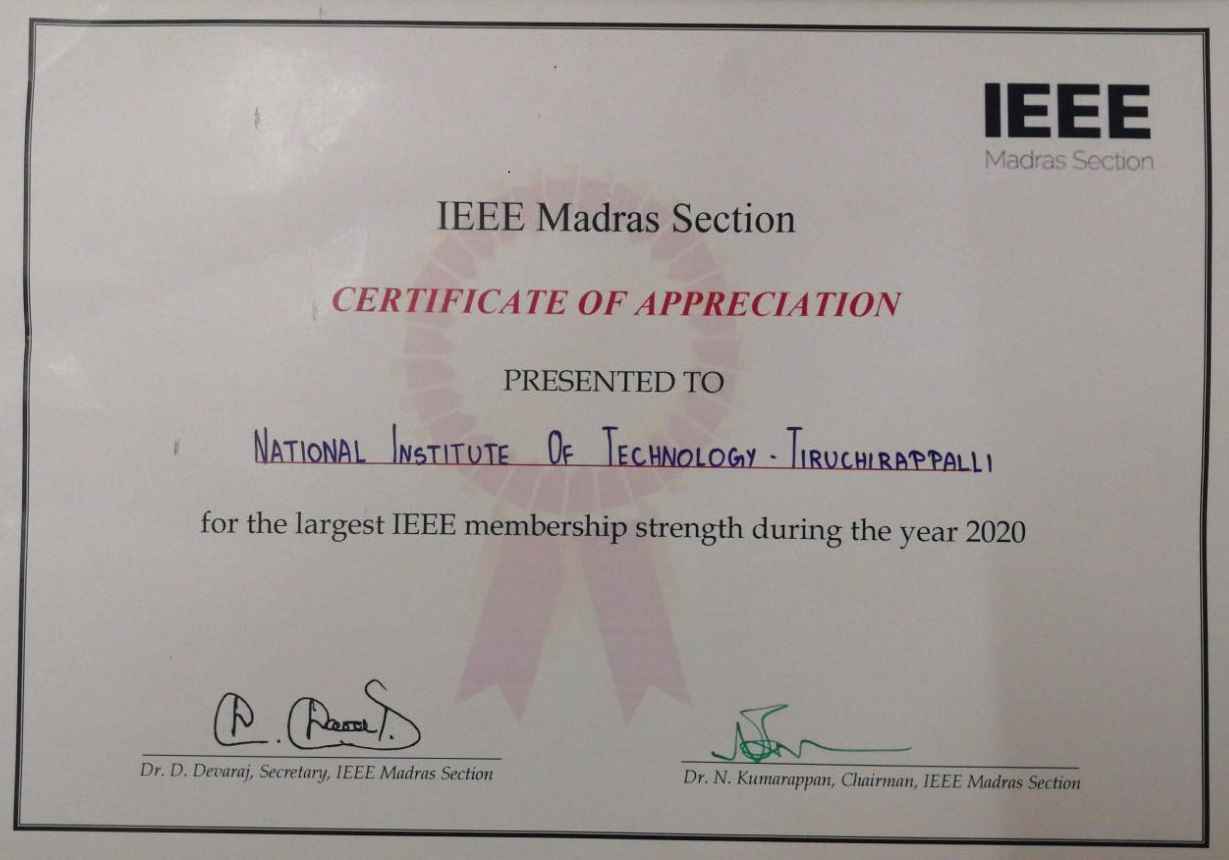 IEEE
Madras Section
IEEE Madras Section
CERTIFICATE OF APPRECIATION
PRESENTED TO
NATIONAL INSTITUTE OF TECHNOLOGY - TIRUCHIRAPPALLI
for the largest IEEE membership strength during the year 2020
Dr. D. Devaraj, Secretary, IEEE Madras Section
Dr. N. Kumarappan, Chairman, IEEE Madras Section